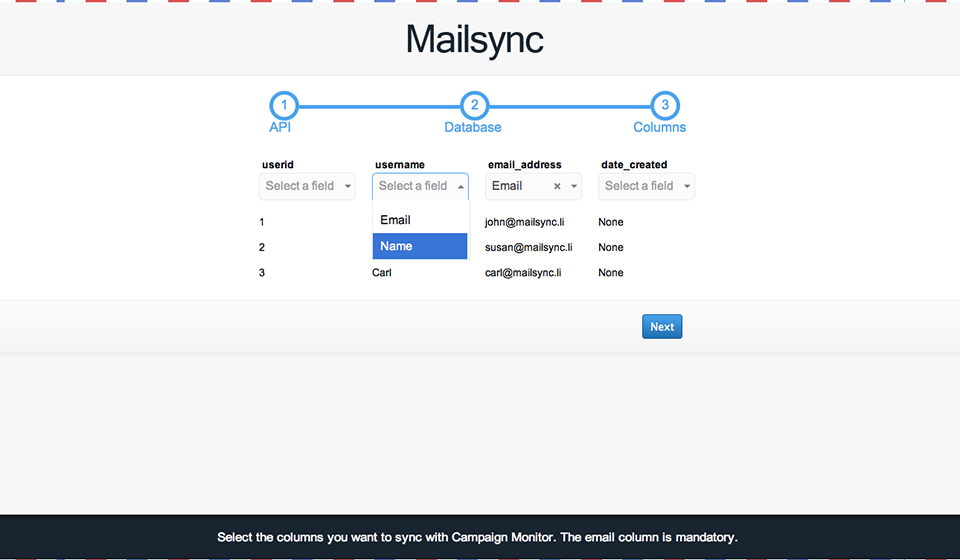 Mailsync
1 2 3
API Database Columns
userid username email_address date_created
Select a field Select a field Email × Select a field
Email
Name
1 john@mailsync.li None
2 susan@mailsync.li None
3 Carl carl@mailsync.li None
Next
Select the columns you want to sync with Campaign Monitor. The email column is mandatory.